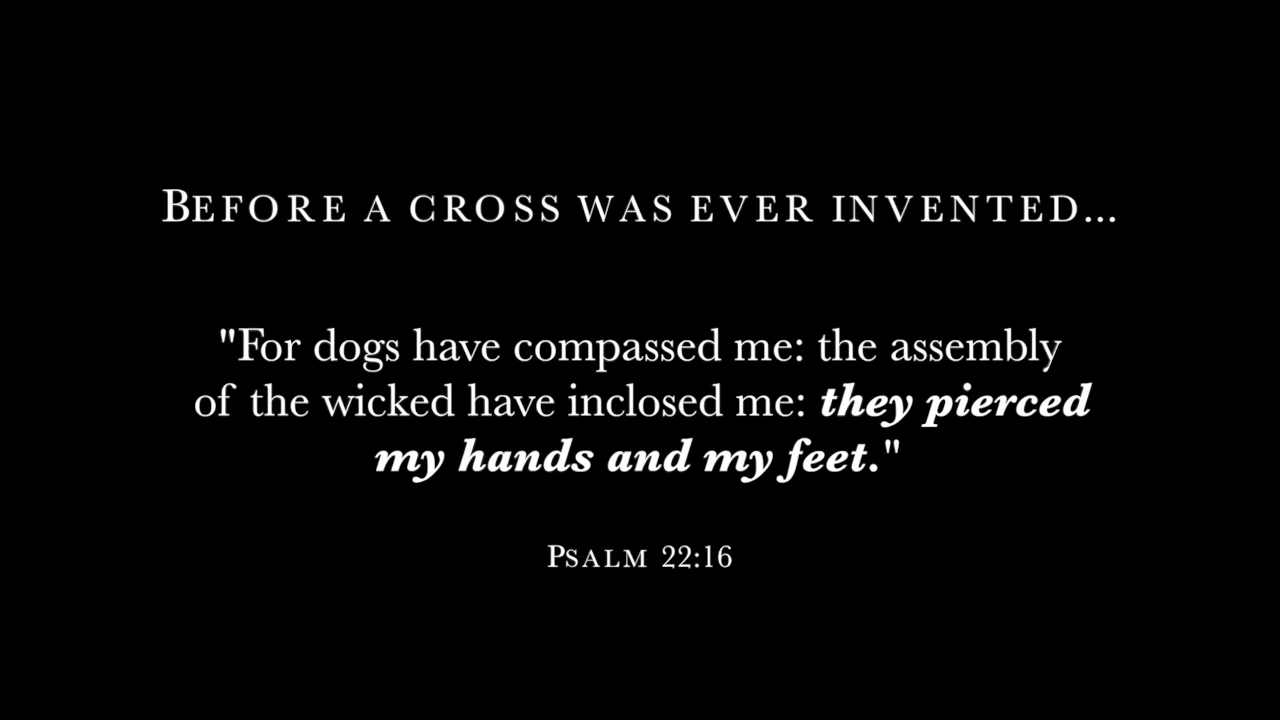 BEFORE A CROSS WAS EVER INVENTED...
"For dogs have compassed me: the assembly
of the wicked have inclosed me: they pierced
my hands and my feet."
PSALM 22:16